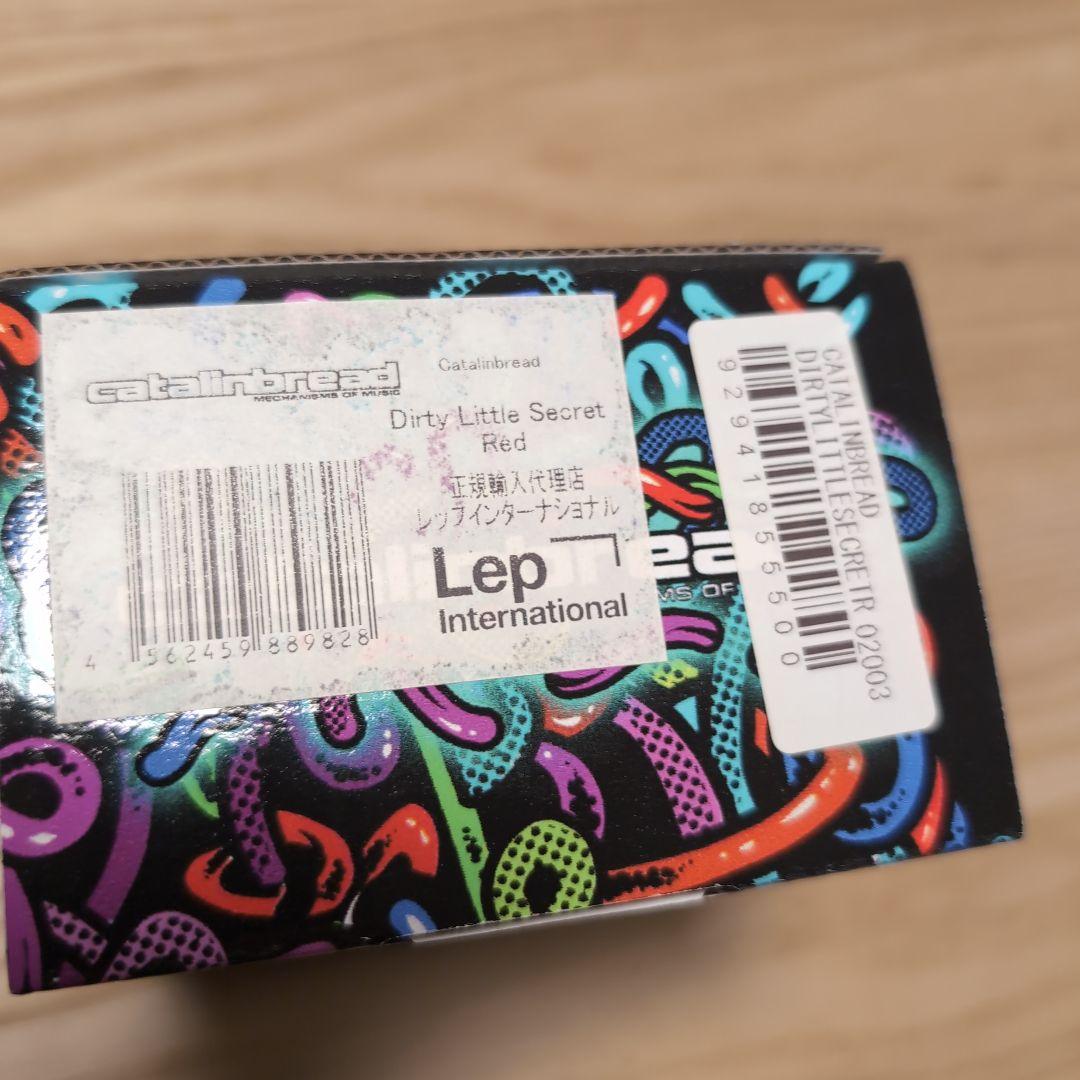 catalinbread
MECHANISMS OF MUSIC
Catalinbread
Dirty Little Secret
Red
正規輸入代理店
レップインターナショナル
Lep
International
4 562459 889828
CATALINBREAD
DIRTYLITTLESECRETR 02003
9294185500